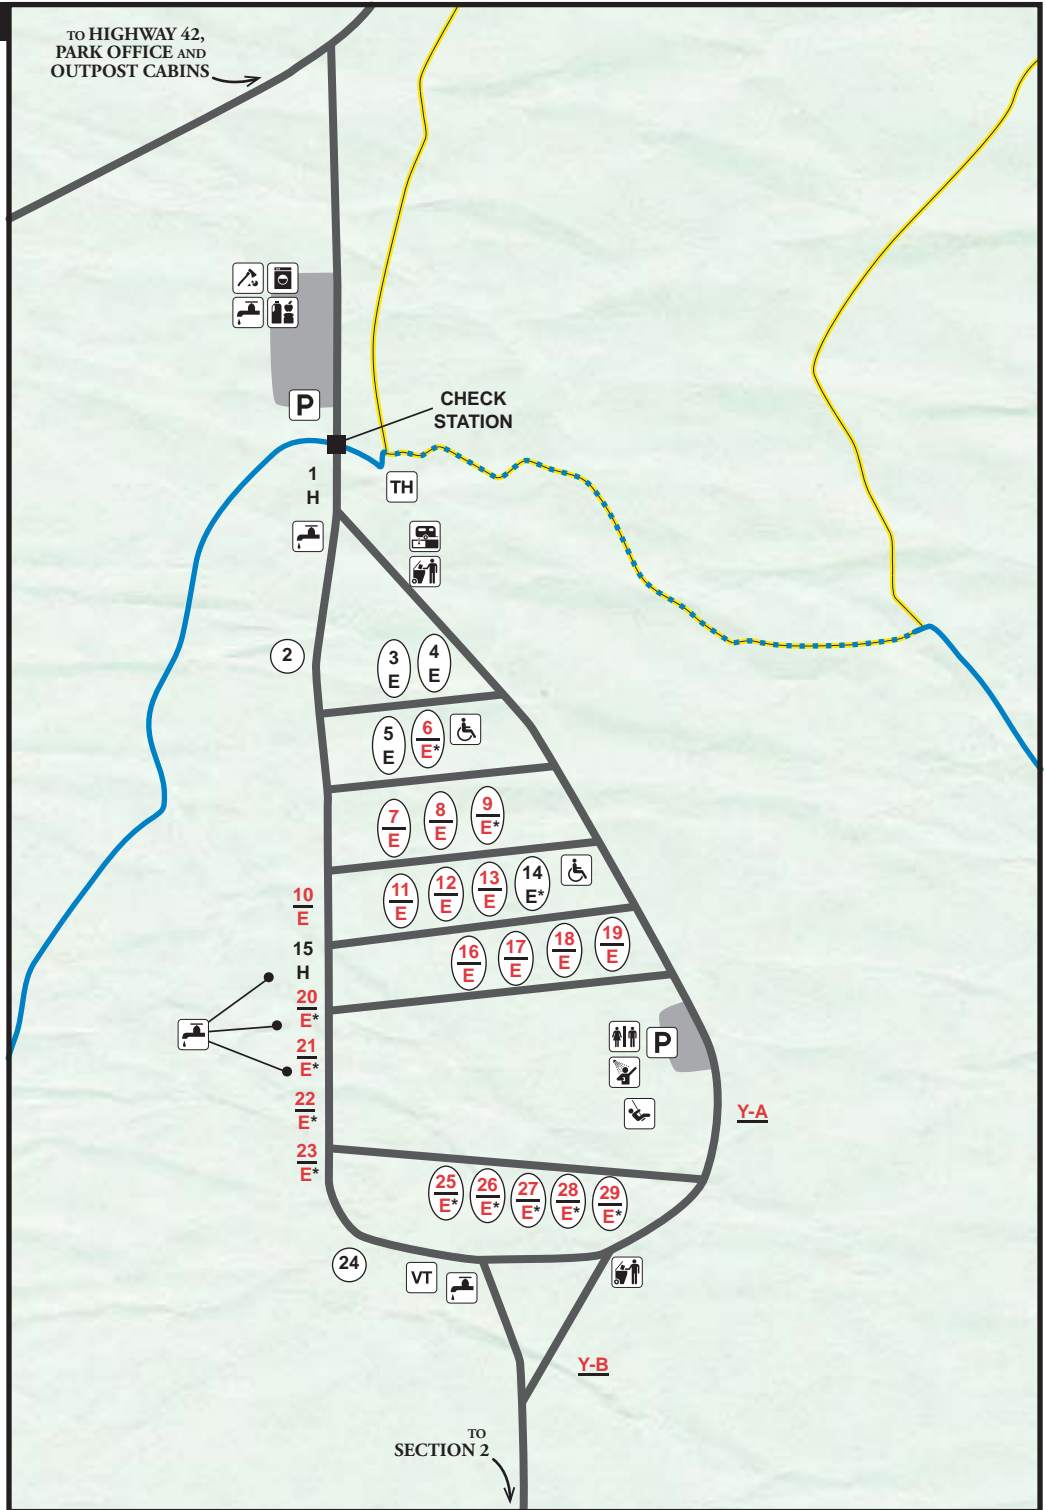 TO HIGHWAY 42,
PARK OFFICE AND
OUTPOST CABINS
P
CHECK
STATION
1
H
TH
2
3
E
4
E
5
E
6
E*
7
E
8
E
9
E*
10
E
11
E
12
E
13
E
14
E*
15
H
16
E
17
E
18
E
19
E
20
E*
21
E*
22
E*
23
E*
P
Y-A
25
E*
26
E*
27
E*
28
E*
29
E*
24
VT
Y-B
TO
SECTION 2